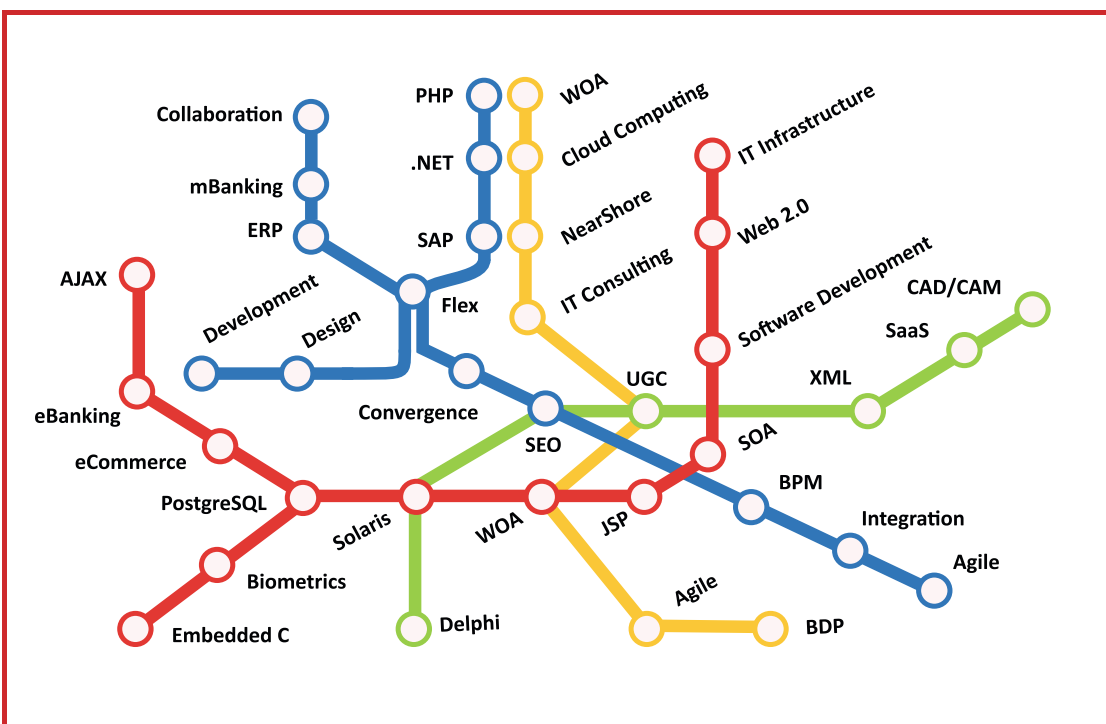 PHP
WOA
Collaboration
Cloud Computing
IT Infrastructure
.NET
mBanking
NearShore
Web 2.0
ERP
SAP
AJAX
IT Consulting
Software Development
CAD/CAM
Development
Design
Flex
SaaS
UGC
XML
eBanking
Convergence
SEO
SOA
eCommerce
BPM
PostgreSQL
Solaris
WOA
JSP
Integration
Biometrics
Agile
Agile
Embedded C
Delphi
BDP